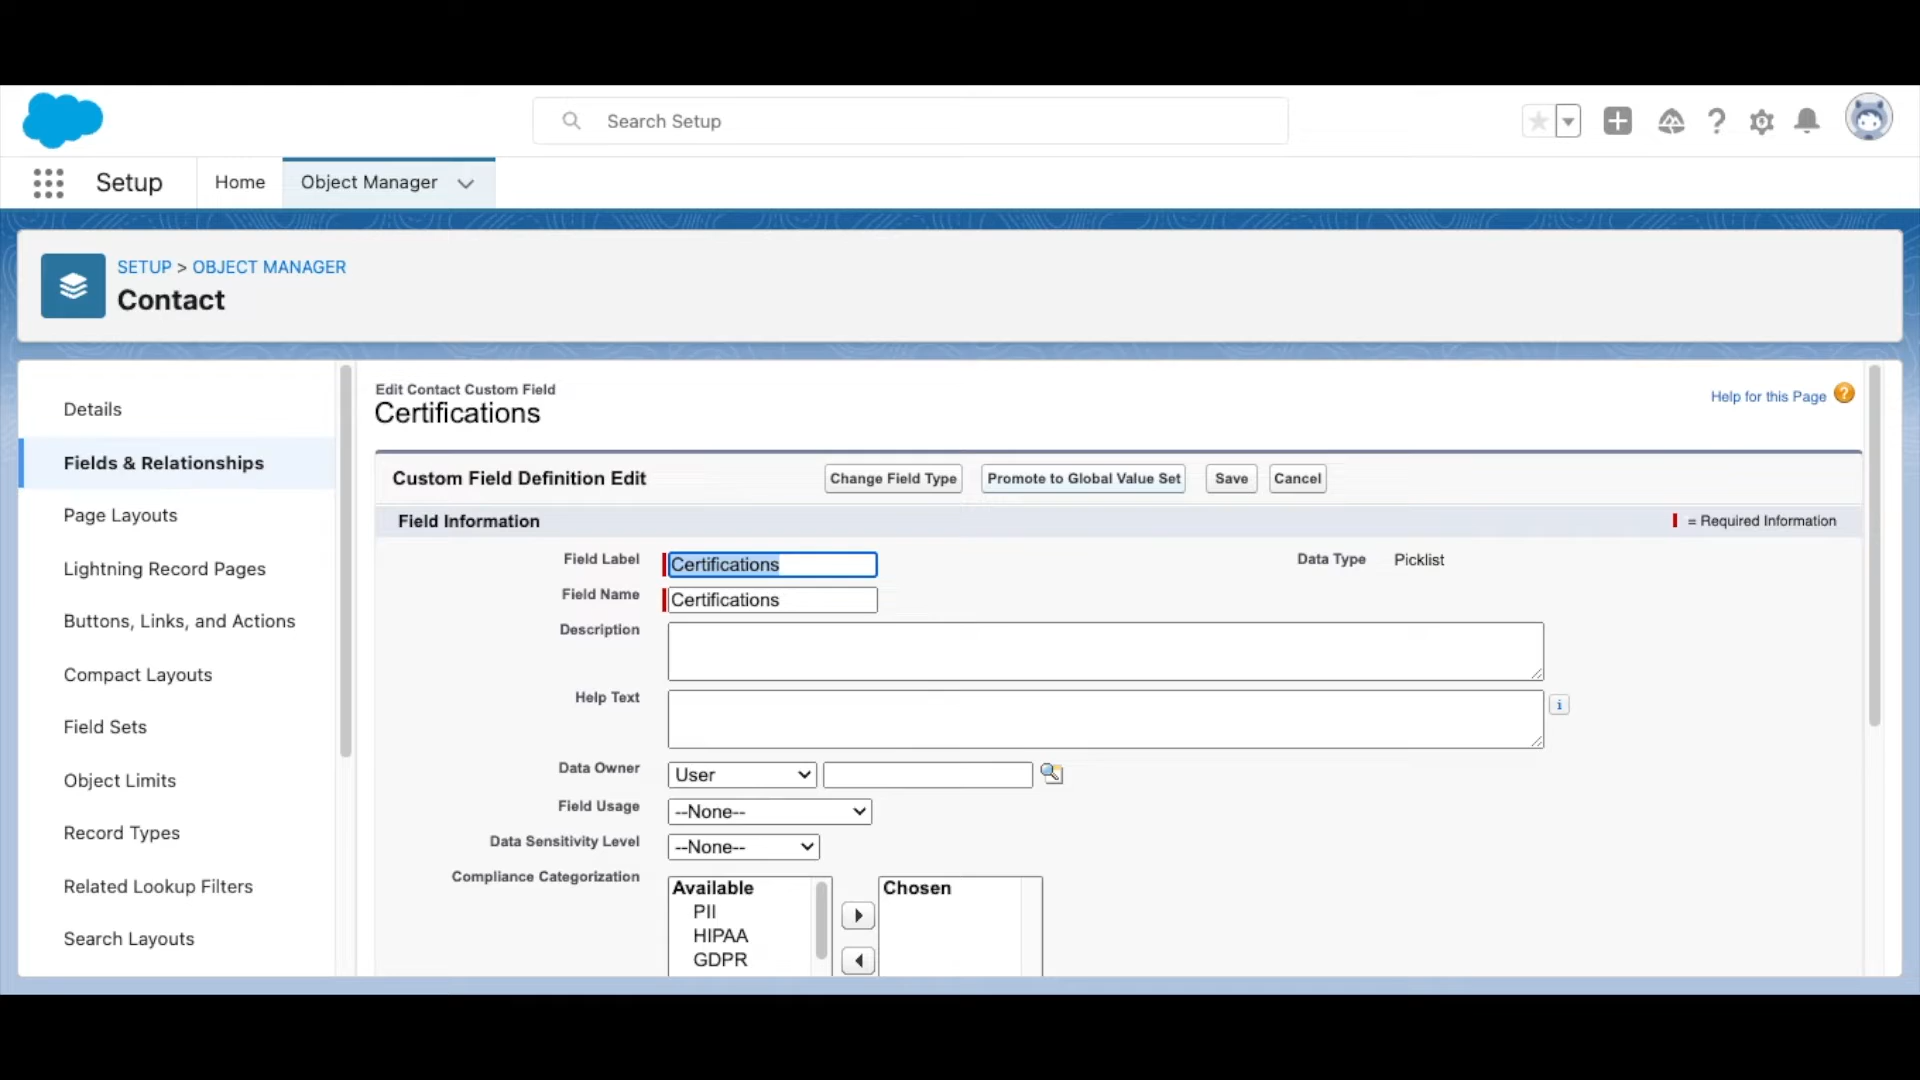 Search Setup
Setup
Home
Object Manager
SETUP > OBJECT MANAGER
Contact
Details
Fields & Relationships
Page Layouts
Lightning Record Pages
Buttons, Links, and Actions
Compact Layouts
Field Sets
Object Limits
Record Types
Related Lookup Filters
Search Layouts
Edit Contact Custom Field
Certifications
Help for this Page ?
Custom Field Definition Edit
Change Field Type
Promote to Global Value Set
Save
Cancel
Field Information
= Required Information
Field Label
Certifications
Data Type
Picklist
Field Name
Certifications
Description
Help Text
i
Data Owner
User
Field Usage
--None--
Data Sensitivity Level
--None--
Compliance Categorization
Available
PII
HIPAA
GDPR
Chosen